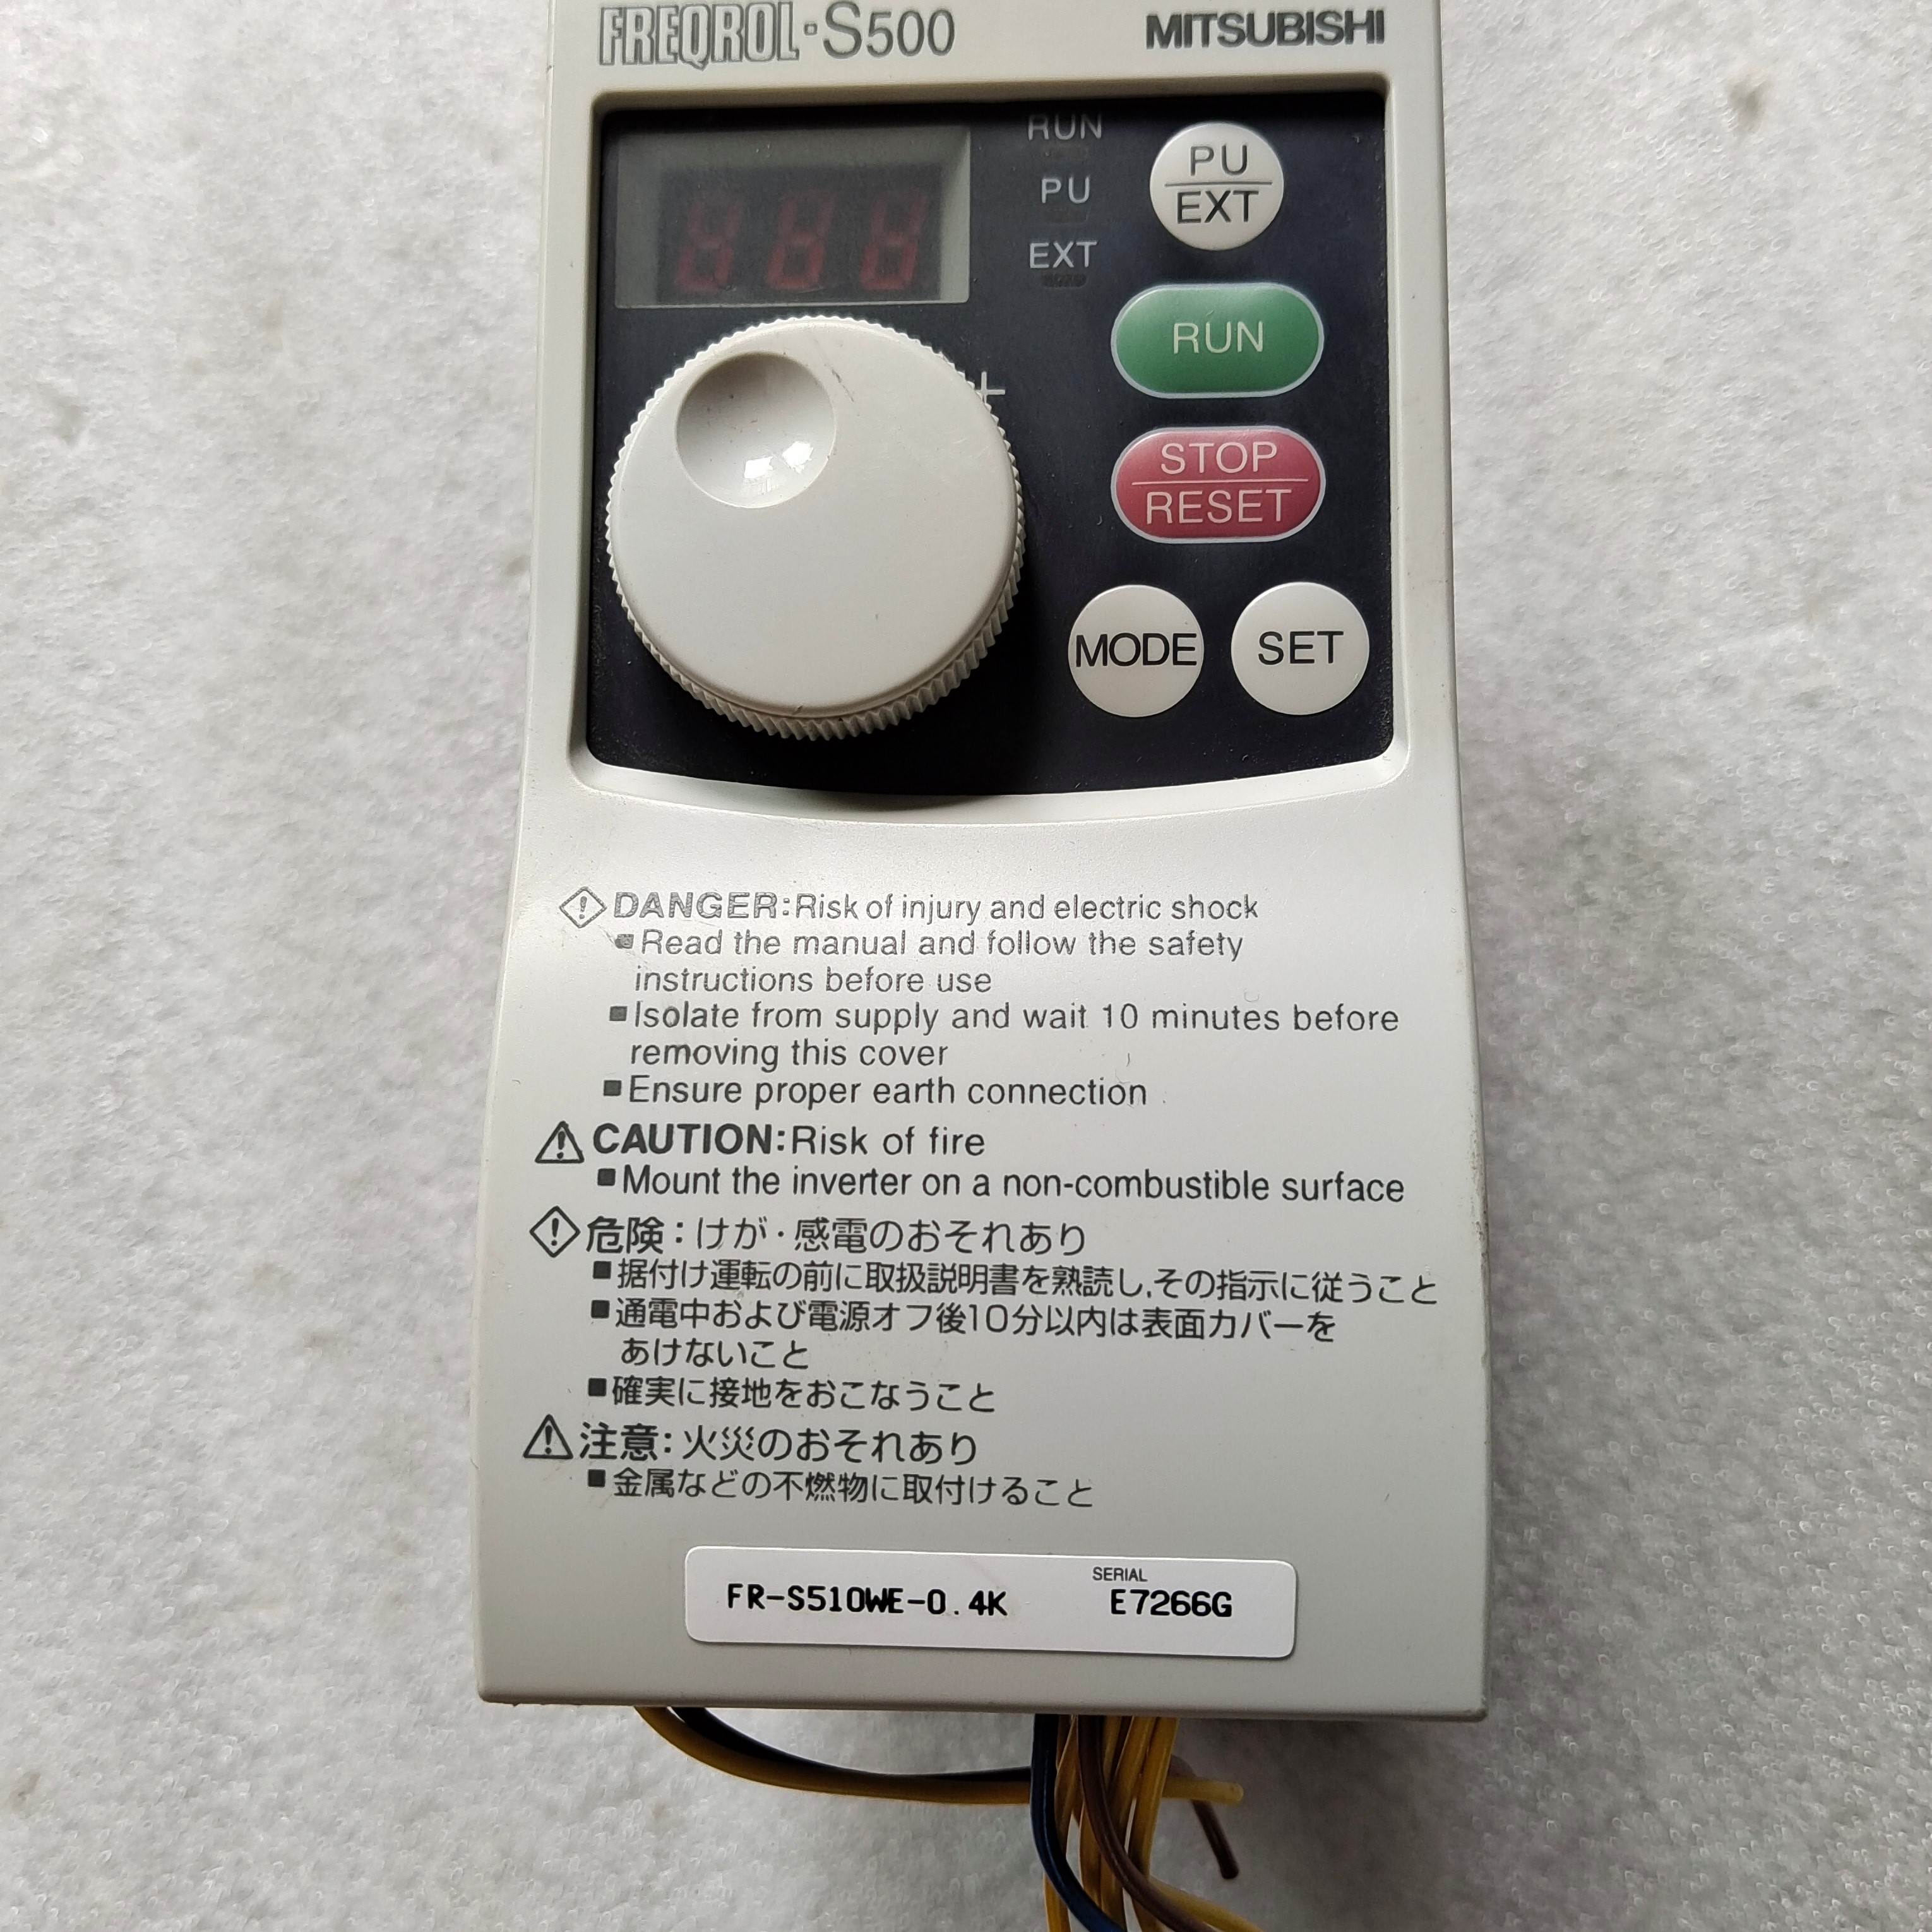 FREQROL-S500 MITSUBISHI
RUN
PU
EXT
PU
EXT
RUN
+
STOP
RESET
MODE SET
DANGER:Risk of injury and electric shock
■Read the manual and follow the safety
instructions before use
■Isolate from supply and wait 10 minutes before
removing this cover
■Ensure proper earth connection
CAUTION:Risk of fire
■Mount the inverter on a non-combustible surface
危険:けが・感電のおそれあり
■据付け運転の前に取扱説明書を熟読し,その指示に従うこと
■通電中および電源オフ後10分以内は表面カバーを
あけないこと
■確実に接地をおこなうこと
注意:火災のおそれあり
■金属などの不燃物に取付けること
SERIAL
FR-S510WE-0.4K E7266G